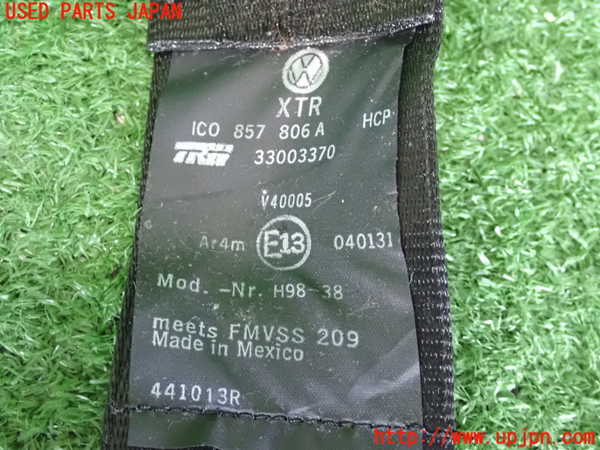 USED PARTS JAPAN
XTR
1C0 857 806 A HCP
TRW 33003370
V40005
Ar4m E13 040131
Mod. -Nr. H98-38
meets FMVSS 209
Made in Mexico
441013R
http://www.upjpn.com